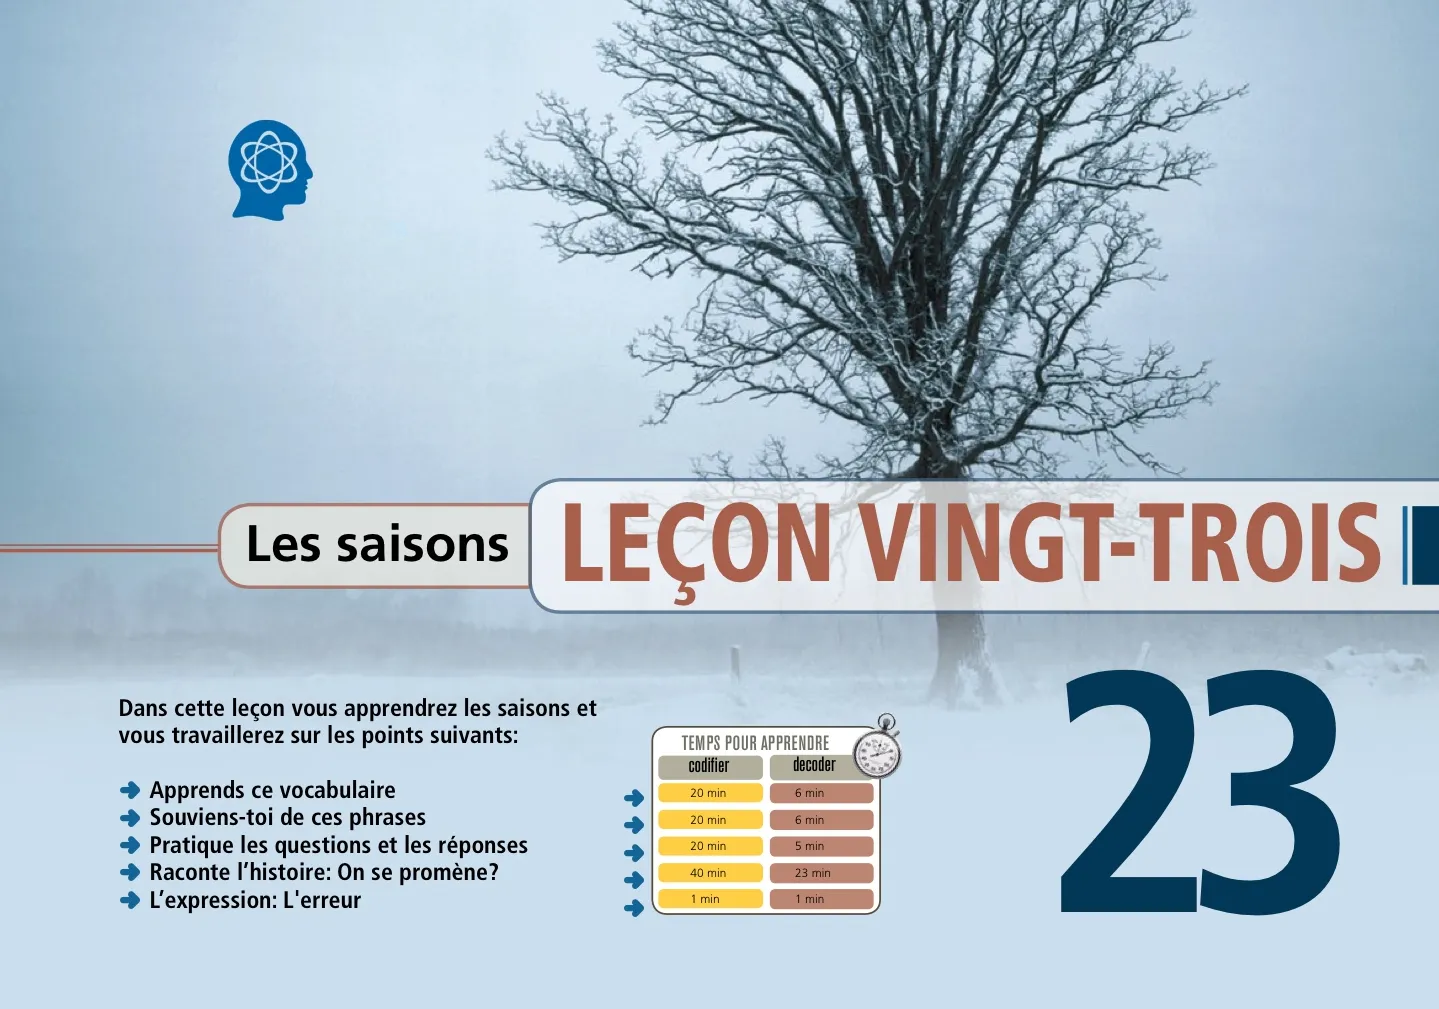 Les saisons
LEÇON VINGT-TROIS
23
Dans cette leçon vous apprendrez les saisons et
vous travaillerez sur les points suivants:
Apprends ce vocabulaire
Souviens-toi de ces phrases
Pratique les questions et les réponses
Raconte l'histoire: On se promène?
L'expression: L'erreur
TEMPS POUR APPRENDRE
codifier decoder
20 min 6 min
20 min 6 min
20 min 5 min
40 min 23 min
1 min 1 min